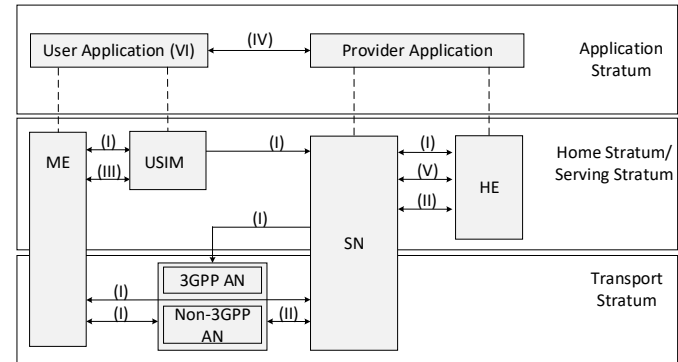 User Application (VI)
(IV)
Provider Application
Application
Stratum
ME
(I)
(III)
USIM
(I)
(I)
(V)
(II)
HE
Home Stratum/
Serving Stratum
(I)
SN
3GPP AN
(I)
(I)
Non-3GPP
AN
(II)
Transport
Stratum